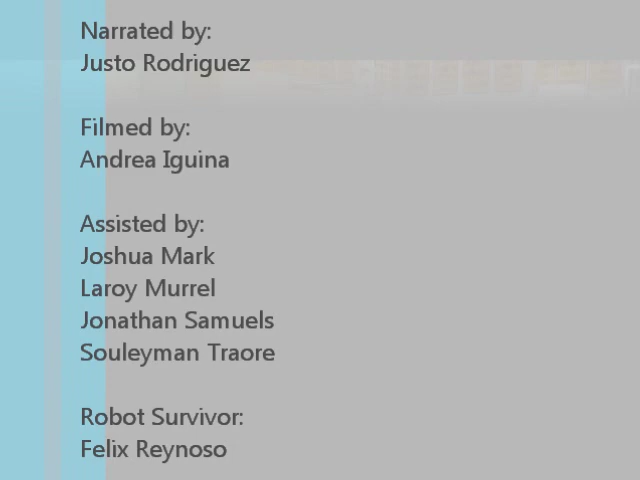 Narrated by:
Justo Rodriguez
Filmed by:
Andrea Iguina
Assisted by:
Joshua Mark
Laroy Murrel
Jonathan Samuels
Souleyman Traore
Robot Survivor:
Felix Reynoso